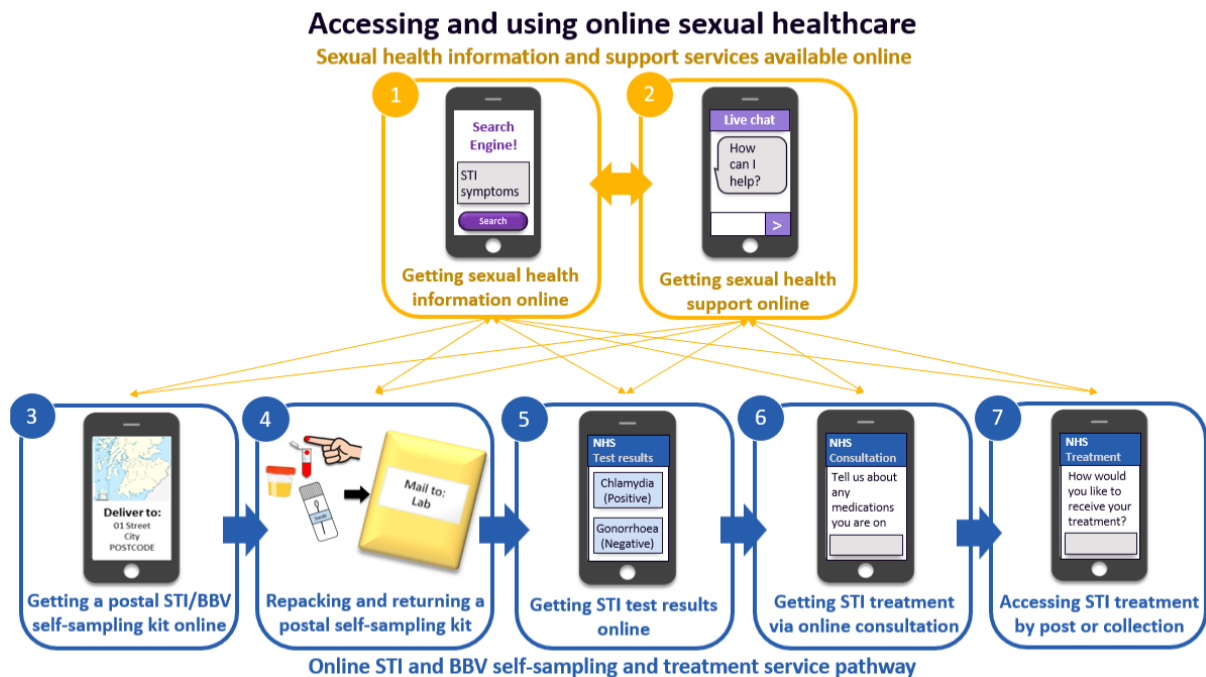 Accessing and using online sexual healthcare
Sexual health information and support services available online
1
Search
Engine!
STI
symptoms
Search
Getting sexual health
information online
2
Live chat
How
can I
help?
>
Getting sexual health
support online
3
Deliver to:
01 Street
City
POSTCODE
Getting a postal STI/BBV
self-sampling kit online
4
Swab
Mail to:
Lab
Repacking and returning a
postal self-sampling kit
5
NHS
Test results
Chlamydia
(Positive)
Gonorrhoea
(Negative)
Getting STI test results
online
6
NHS
Consultation
Tell us about
any
medications
you are on
Getting STI treatment
via online consultation
7
NHS
Treatment
How would
you like to
receive your
treatment?
Accessing STI treatment
by post or collection
Online STI and BBV self-sampling and treatment service pathway